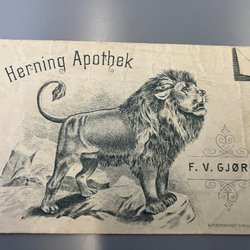 Herning Apothek
F. V. GJØR